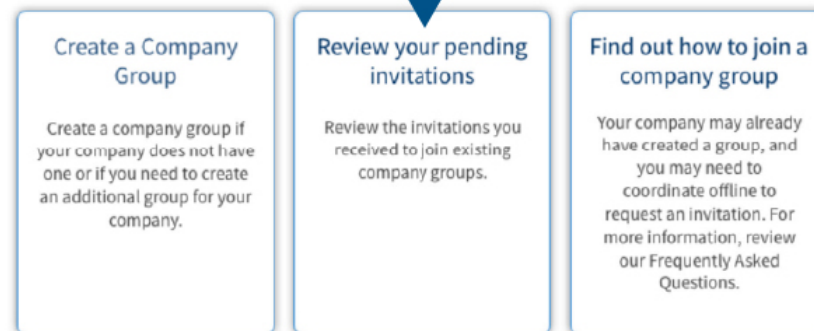 Create a Company
Group
Create a company group if
your company does not have
one or if you need to create
an additional group for your
company.
Review your pending
invitations
Review the invitations you
received to join existing
company groups.
Find out how to join a
company group
Your company may already
have created a group, and
you may need to
coordinate offline to
request an invitation. For
more information, review
our Frequently Asked
Questions.